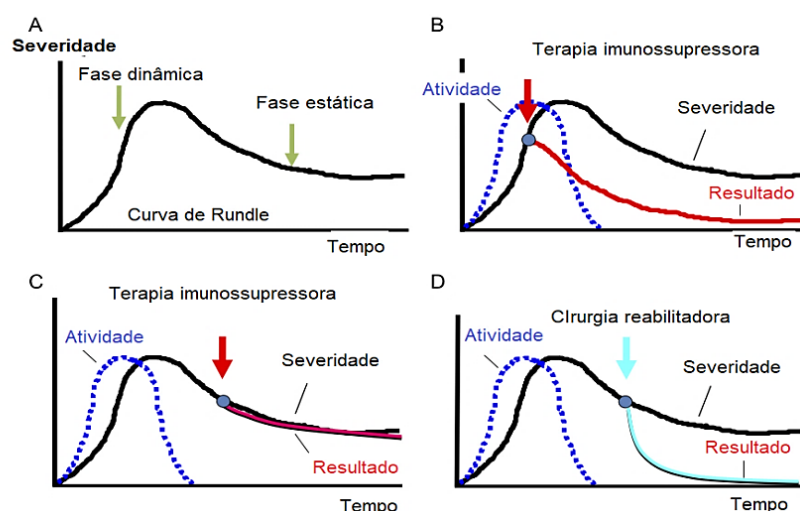 A
Severidade
Fase dinâmica
Fase estática
Curva de Rundle
Tempo
B
Terapia imunossupressora
Atividade
Severidade
Resultado
Tempo
C
Terapia imunossupressora
Atividade
Severidade
Resultado
Tempo
D
CIrurgia reabilitadora
Atividade
Severidade
Resultado
Tempo